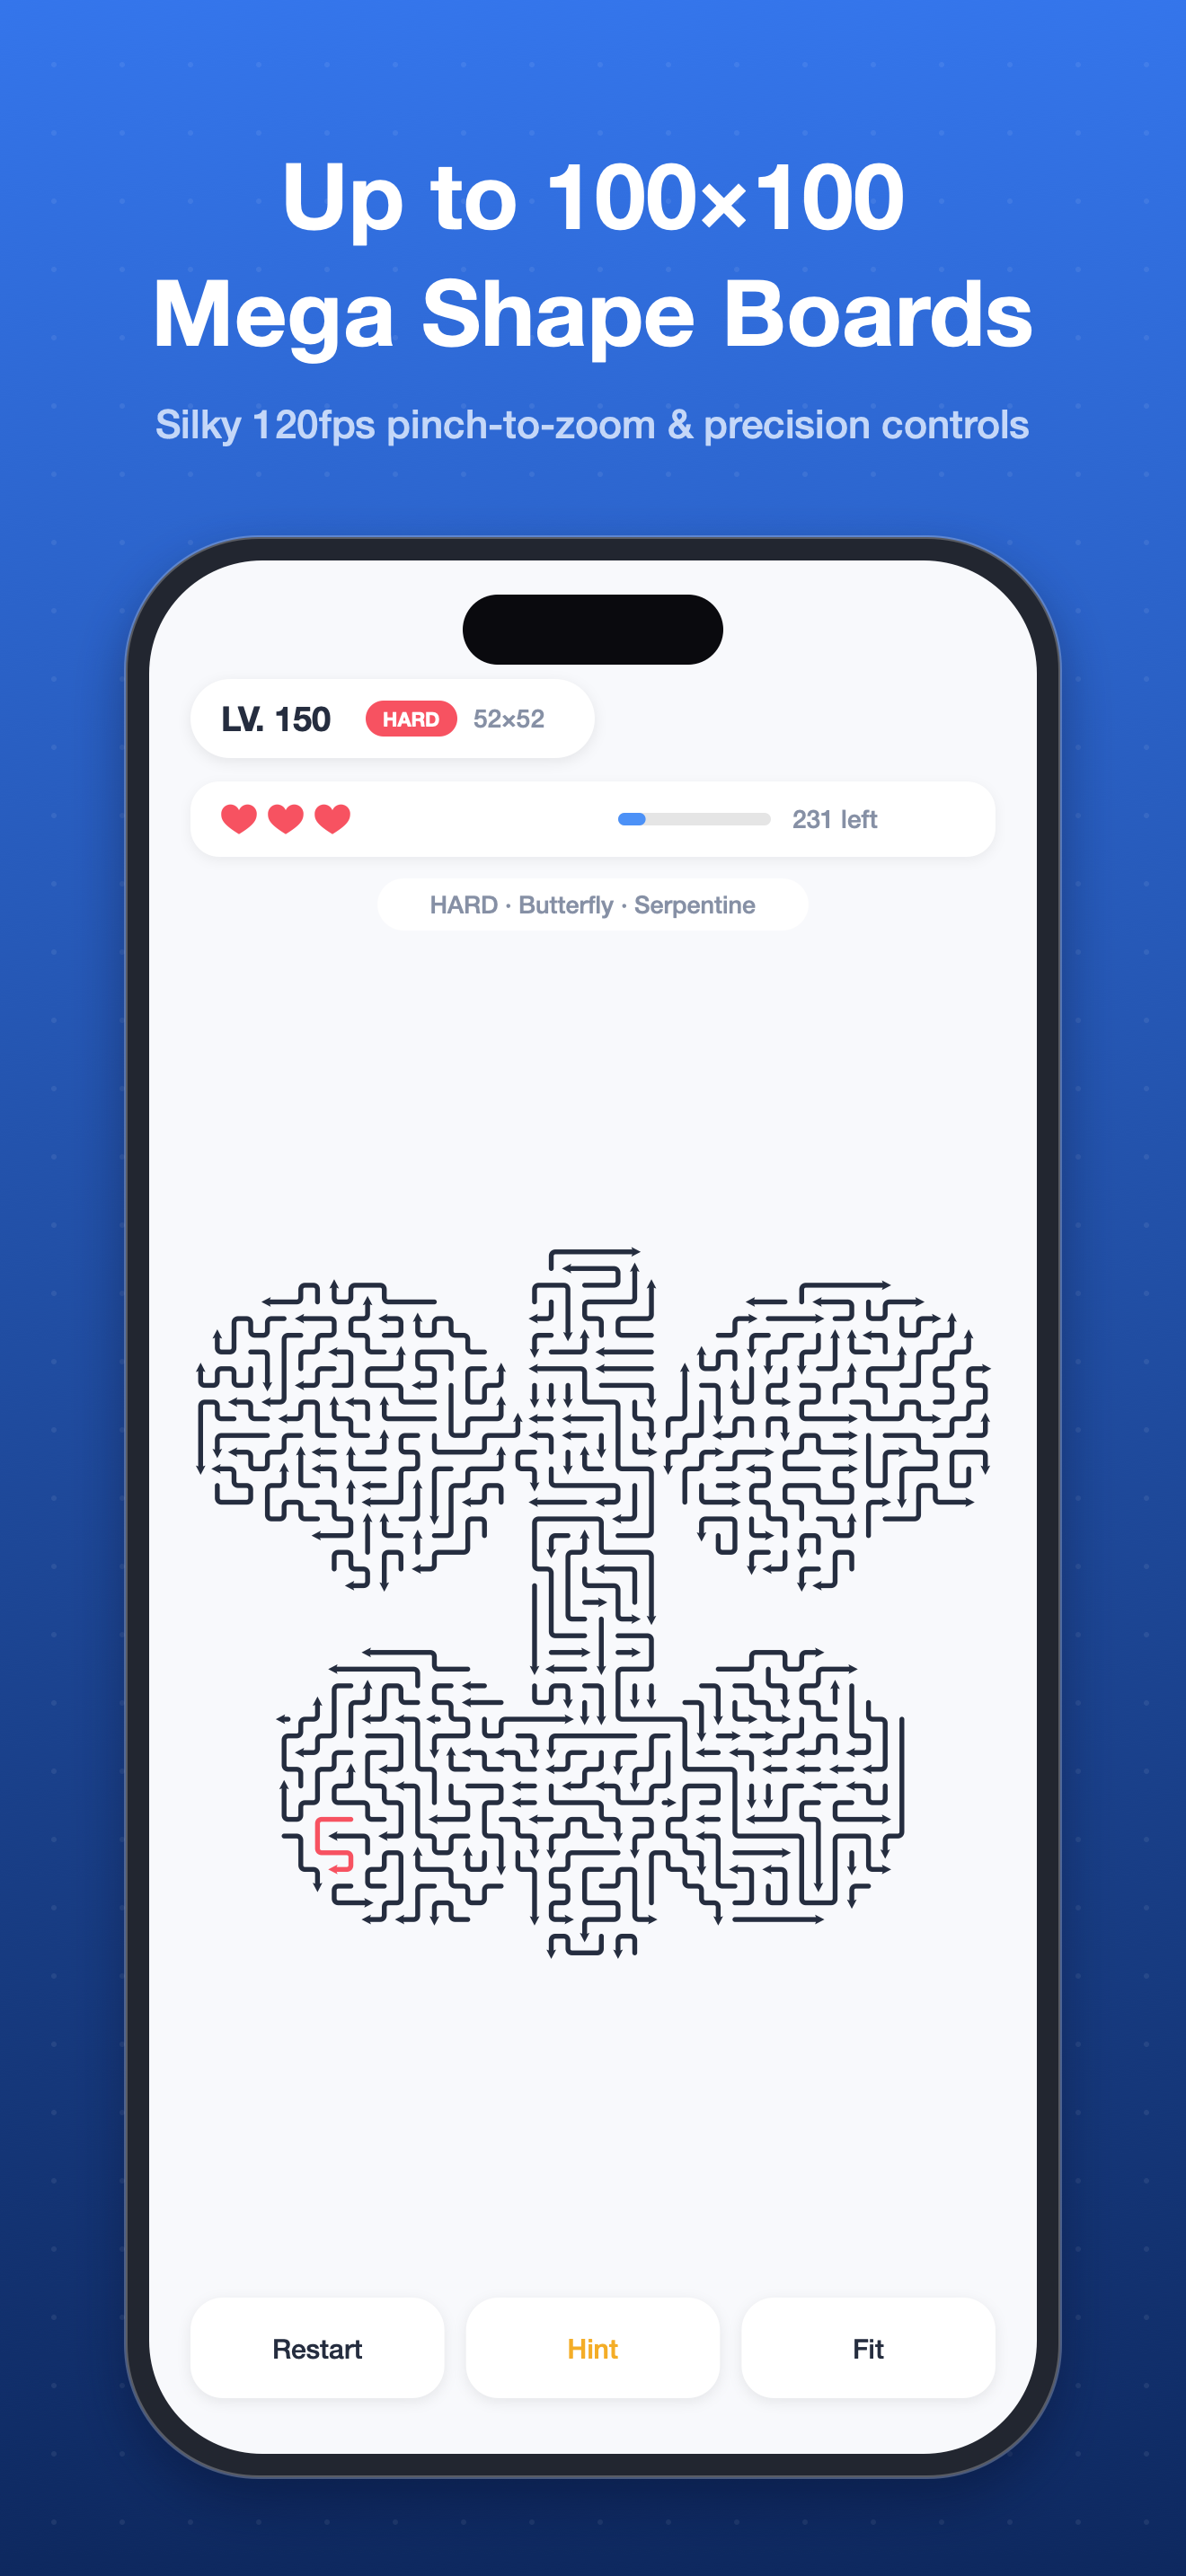 Up to 100×100
Mega Shape Boards
Silky 120fps pinch-to-zoom & precision controls
LV. 150 HARD 52×52
231 left
HARD · Butterfly · Serpentine
Restart Hint Fit